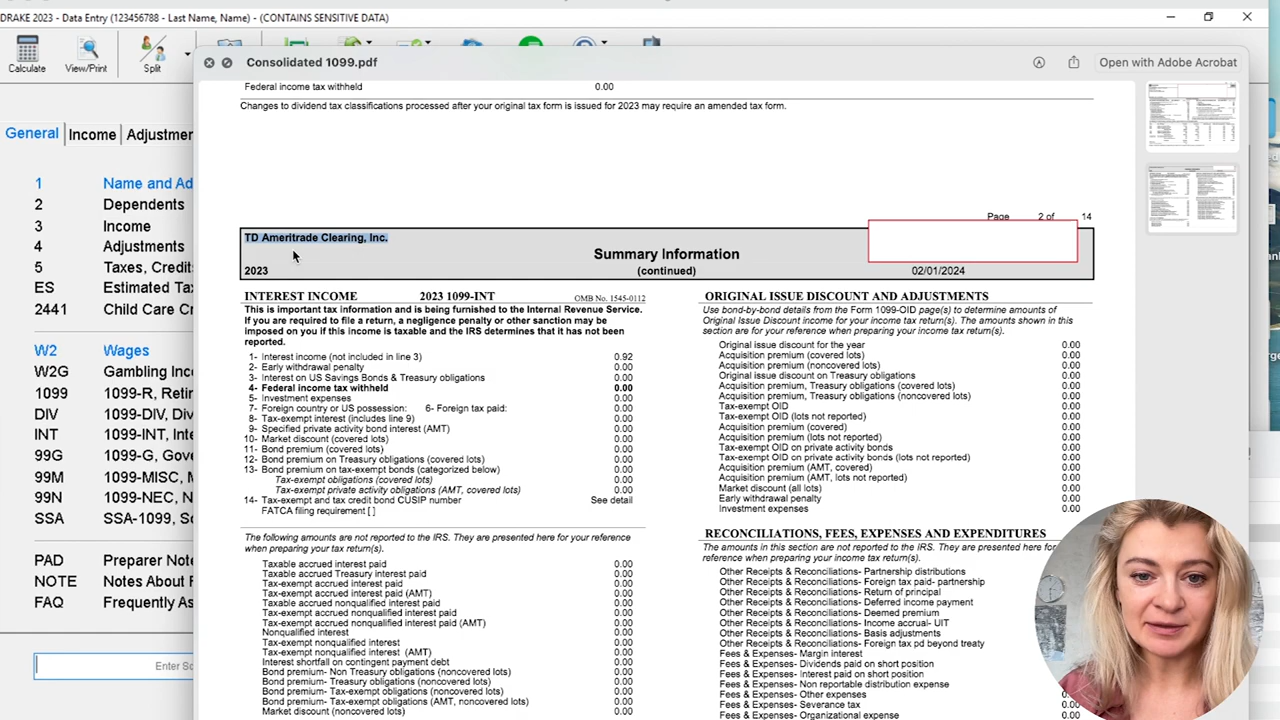 DRAKE 2023 - Data Entry (123456788 - Last Name, Name) - (CONTAINS SENSITIVE DATA)
Calculate
View/Print
Split
Consolidated 1099.pdf
Open with Adobe Acrobat
General
Income
Adjustmen
1 Name and Ad
2 Dependents
3 Income
4 Adjustments
5 Taxes, Credit
ES Estimated Ta
2441 Child Care Cr
W2 Wages
W2G Gambling Inc
1099 1099-R, Retir
DIV 1099-DIV, Div
INT 1099-INT, Inte
99G 1099-G, Gove
99M 1099-MISC, M
99N 1099-NEC, N
SSA SSA-1099, So
PAD Preparer Note
NOTE Notes About R
FAQ Frequently As
Enter Sc
Federal income tax withheld 0.00
Changes to dividend tax classifications processed after your original tax form is issued for 2023 may require an amended tax form.
Page 2 of 14
TD Ameritrade Clearing, Inc.
Summary Information
2023 (continued) 02/01/2024
INTEREST INCOME 2023 1099-INT OMB No. 1545-0112
This is important tax information and is being furnished to the Internal Revenue Service.
If you are required to file a return, a negligence penalty or other sanction may be
imposed on you if this income is taxable and the IRS determines that it has not been
reported.
1- Interest income (not included in line 3) 0.92
2- Early withdrawal penalty 0.00
3- Interest on US Savings Bonds & Treasury obligations 0.00
4- Federal income tax withheld 0.00
5- Investment expenses 0.00
7- Foreign country or US possession: 6- Foreign tax paid: 0.00
8- Tax-exempt interest (includes line 9) 0.00
9- Specified private activity bond interest (AMT) 0.00
10- Market discount (covered lots) 0.00
11- Bond premium (covered lots) 0.00
12- Bond premium on Treasury obligations (covered lots) 0.00
13- Bond premium on tax-exempt bonds (categorized below) 0.00
Tax-exempt obligations (covered lots) 0.00
Tax-exempt private activity obligations (AMT, covered lots) 0.00
14- Tax-exempt and tax credit bond CUSIP number See detail
FATCA filing requirement [ ]
The following amounts are not reported to the IRS. They are presented here for your reference
when preparing your income tax return(s).
Taxable accrued interest paid 0.00
Taxable accrued Treasury interest paid 0.00
Tax-exempt accrued interest paid 0.00
Tax-exempt accrued interest paid (AMT) 0.00
Taxable accrued nonqualified interest paid 0.00
Tax-exempt accrued nonqualified interest paid 0.00
Tax-exempt accrued nonqualified interest paid (AMT) 0.00
Nonqualified interest 0.00
Tax-exempt nonqualified interest 0.00
Tax-exempt nonqualified interest (AMT) 0.00
Interest shortfall on contingent payment debt 0.00
Bond premium- Non Treasury obligations (noncovered lots) 0.00
Bond premium- Treasury obligations (noncovered lots) 0.00
Bond premium- Tax-exempt obligations (noncovered lots) 0.00
Bond premium- Tax-exempt obligations (AMT, noncovered lots) 0.00
Market discount (noncovered lots) 0.00
ORIGINAL ISSUE DISCOUNT AND ADJUSTMENTS
Use bond-by-bond details from the Form 1099-OID page(s) to determine amounts of
Original Issue Discount income for your income tax return(s). The amounts shown in this
section are for your reference when preparing your income tax return(s).
Original issue discount for the year 0.00
Acquisition premium (covered lots) 0.00
Acquisition premium (noncovered lots) 0.00
Original issue discount on Treasury obligations 0.00
Acquisition premium, Treasury obligations (covered lots) 0.00
Acquisition premium, Treasury obligations (noncovered lots) 0.00
Tax-exempt OID 0.00
Tax-exempt OID (lots not reported) 0.00
Acquisition premium (covered) 0.00
Acquisition premium (lots not reported) 0.00
Tax-exempt OID on private activity bonds 0.00
Tax-exempt OID on private activity bonds (lots not reported) 0.00
Acquisition premium (AMT, covered) 0.00
Acquisition premium (AMT, lots not reported) 0.00
Market discount (all lots) 0.00
Early withdrawal penalty 0.00
Investment expenses 0.00
RECONCILIATIONS, FEES, EXPENSES AND EXPENDITURES
The amounts in this section are not reported to the IRS. They are presented here for
reference when preparing your income tax return(s).
Other Receipts & Reconciliations- Partnership distributions
Other Receipts & Reconciliations- Foreign tax paid- partnership
Other Receipts & Reconciliations- Return of principal
Other Receipts & Reconciliations- Deferred income payment
Other Receipts & Reconciliations- Deemed premium
Other Receipts & Reconciliations- Income accrual- UIT
Other Receipts & Reconciliations- Basis adjustments
Other Receipts & Reconciliations- Foreign tax pd beyond treaty
Fees & Expenses- Margin interest
Fees & Expenses- Dividends paid on short position
Fees & Expenses- Interest paid on short position
Fees & Expenses- Non reportable distribution expense
Fees & Expenses- Other expenses
Fees & Expenses- Severance tax
Fees & Expenses- Organizational expense